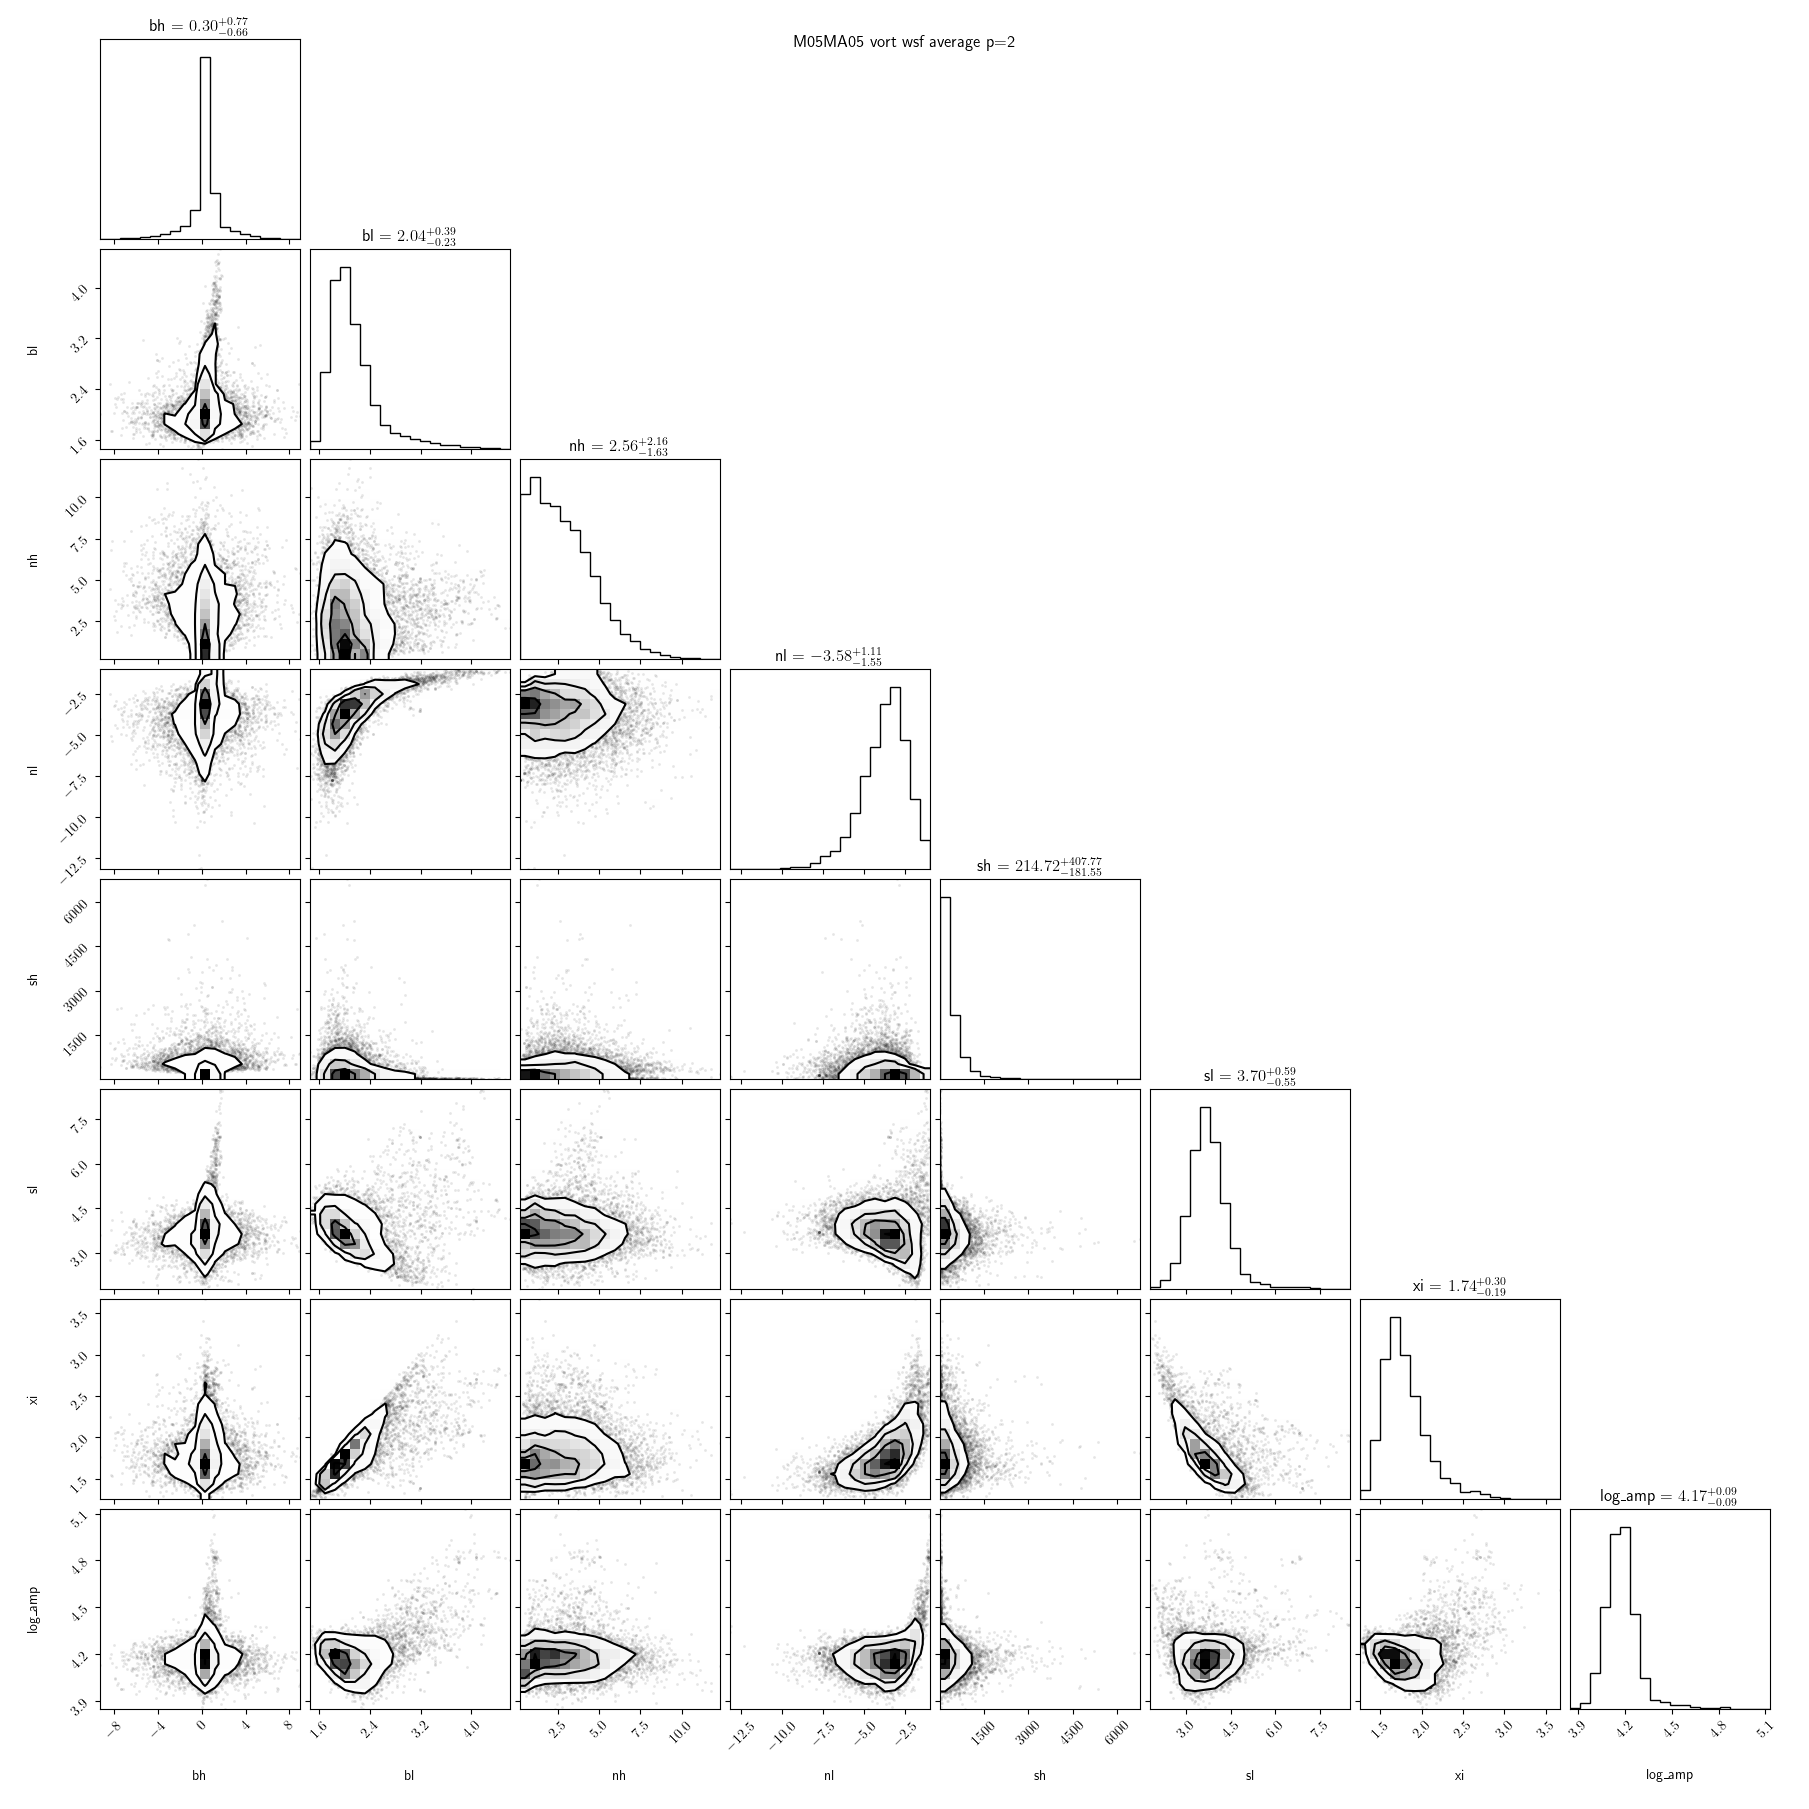 M05MA05 vort wsf average p=2
bh = 0.30+0.77 −0.66
bl = 2.04+0.39 −0.23
bl
4.0
3.2
2.4
1.6
nh = 2.56+2.16 −1.63
nh
10.0
7.5
5.0
2.5
nl = −3.58+1.11 −1.55
nl
−2.5
−5.0
−7.5
−10.0
−12.5
sh = 214.72+407.77 −181.55
sh
6000
4500
3000
1500
sl = 3.70+0.59 −0.55
sl
7.5
6.0
4.5
3.0
xi = 1.74+0.30 −0.19
xi
3.5
3.0
2.5
2.0
1.5
log_amp = 4.17+0.09 −0.09
log_amp
5.1
4.8
4.5
4.2
3.9
−8 −4 0 4 8 1.6 2.4 3.2 4.0 2.5 5.0 7.5 10.0 −12.5 −10.0 −7.5 −5.0 −2.5 1500 3000 4500 6000 3.0 4.5 6.0 7.5 1.5 2.0 2.5 3.0 3.5 3.9 4.2 4.5 4.8 5.1
bh bl nh nl sh sl xi log_amp